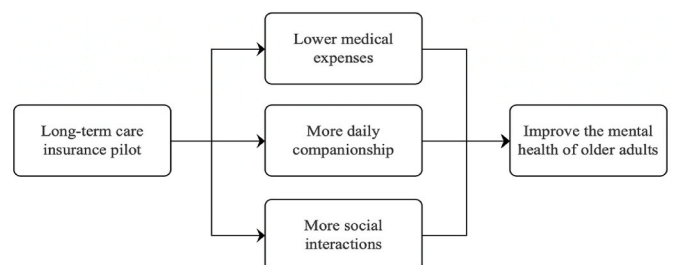 Long-term care
insurance pilot
Lower medical
expenses
More daily
companionship
More social
interactions
Improve the mental
health of older adults